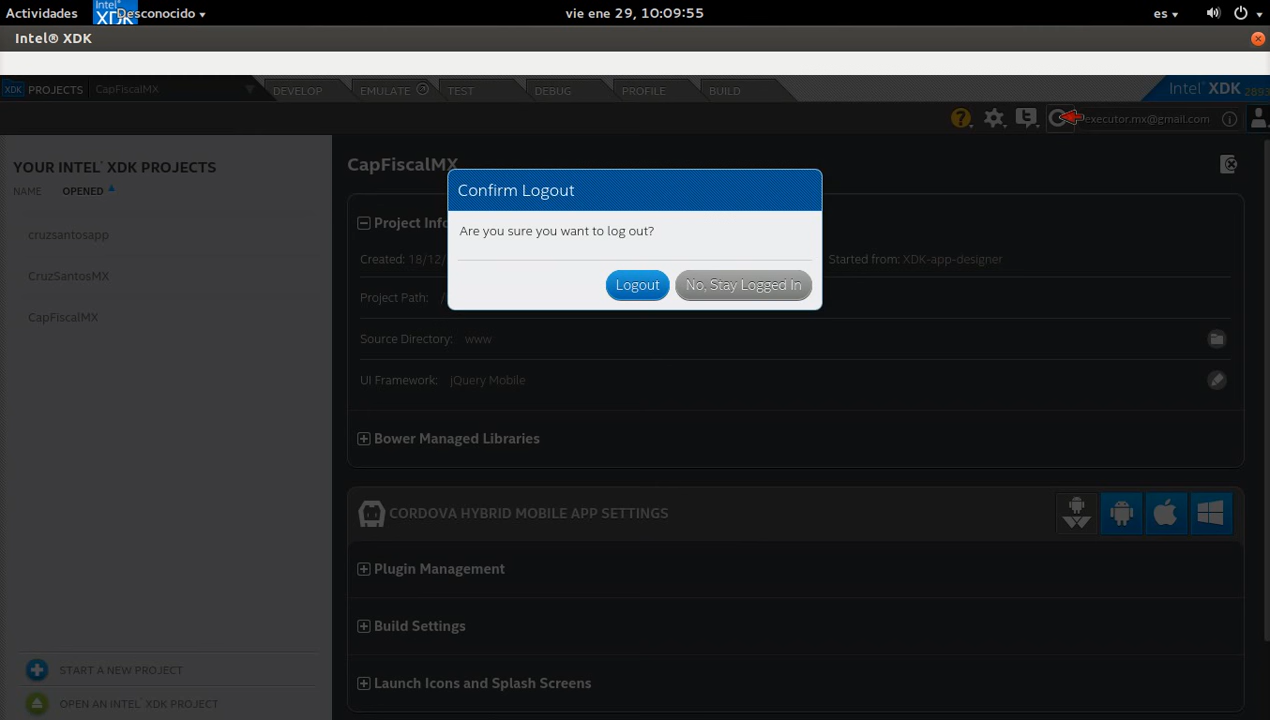 Actividades
Intel XDK
Desconocido
vie ene 29, 10:09:55
es
Intel® XDK
XDK PROJECTS CapFiscalMX
DEVELOP EMULATE TEST DEBUG PROFILE BUILD
Intel XDK 2893
executor.mx@gmail.com
YOUR INTEL® XDK PROJECTS
NAME OPENED
cruzsantosapp
CruzSantosMX
CapFiscalMX
START A NEW PROJECT
OPEN AN INTEL® XDK PROJECT
CapFiscalMX
Confirm Logout
Are you sure you want to log out?
Logout
No, Stay Logged In
Project Info
Created: 18/12/
Started from: XDK-app-designer
Project Path: /
Source Directory: www
UI Framework: jQuery Mobile
Bower Managed Libraries
CORDOVA HYBRID MOBILE APP SETTINGS
Plugin Management
Build Settings
Launch Icons and Splash Screens